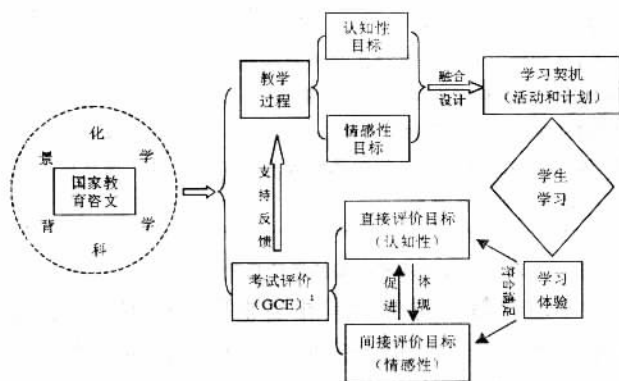 化学学科背景
国家教
育咨文
教学
过程
认知性
目标
情感性
目标
融合
设计
学习契机
（活动和计划）
学生
学习
学习
体验
符合满足
支持反馈
考试评价
（GCE）1
直接评价目标
（认知性）
促进
体现
间接评价目标
（情感性）